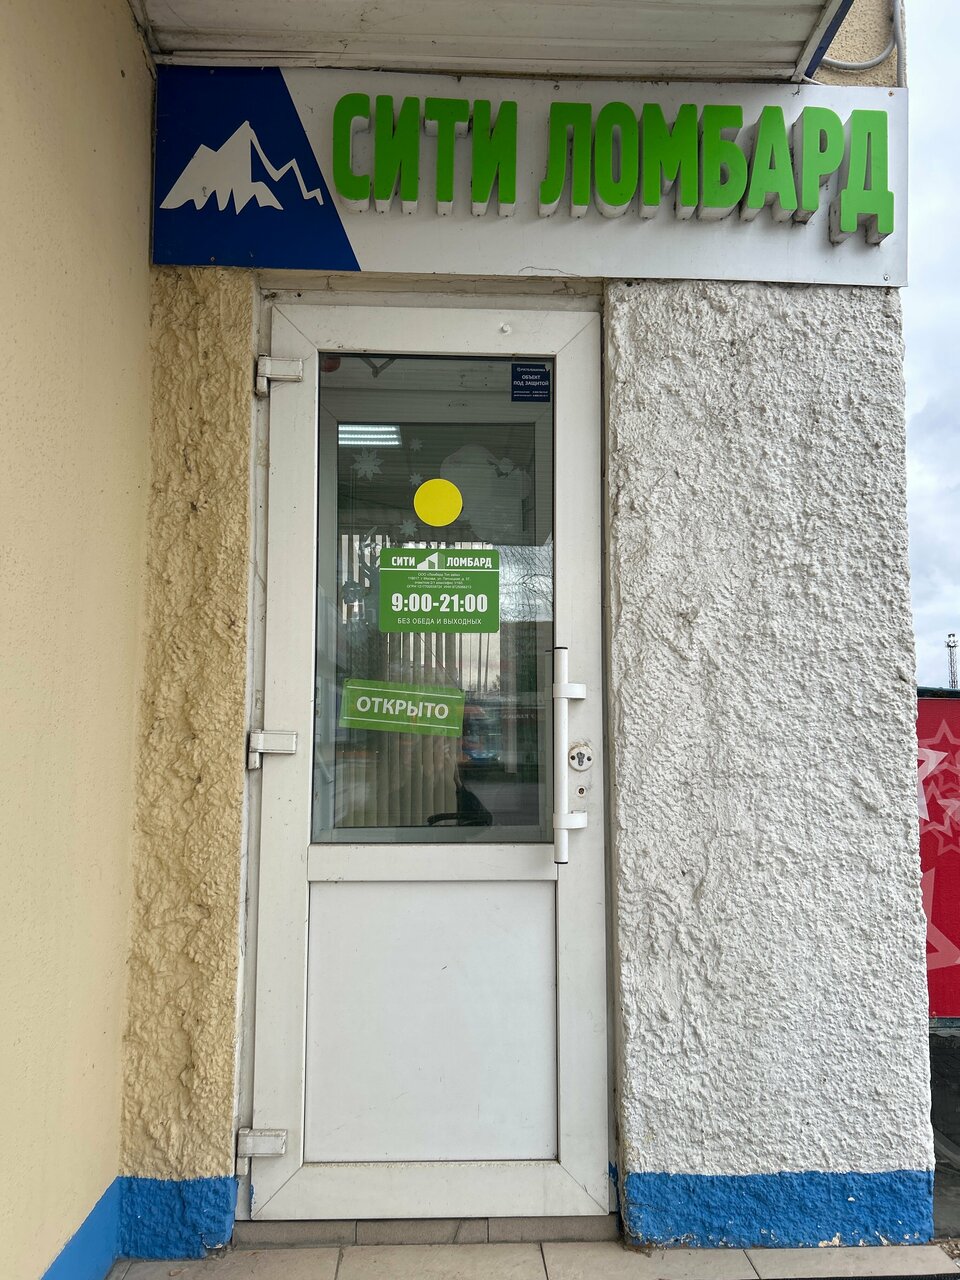 СИТИ ЛОМБАРД
ОБЪЕКТ
ПОД ЗАЩИТОЙ
СИТИ ЛОМБАРД
9:00-21:00
БЕЗ ОБЕДА И ВЫХОДНЫХ
ОТКРЫТО